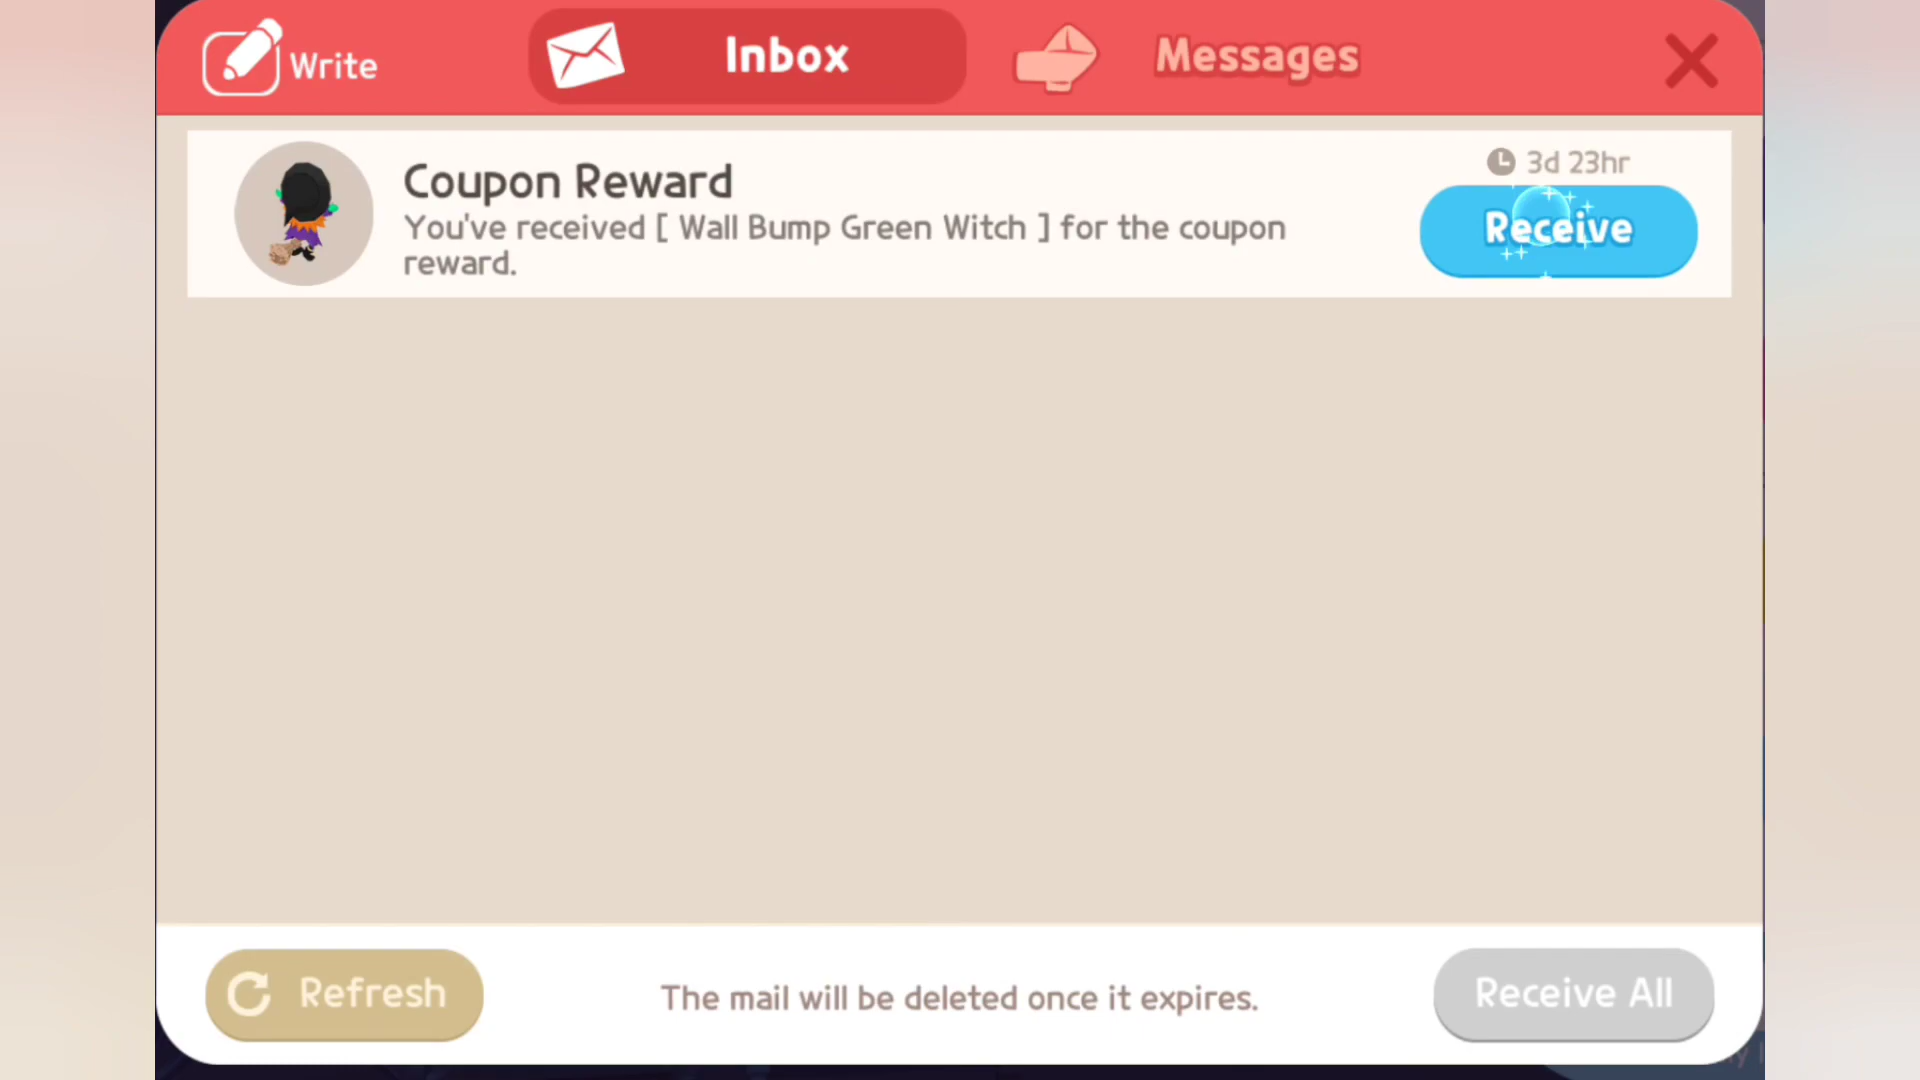 Write
Inbox
Messages
Coupon Reward
3d 23hr
You've received [ Wall Bump Green Witch ] for the coupon
reward.
Receive
Refresh
The mail will be deleted once it expires.
Receive All